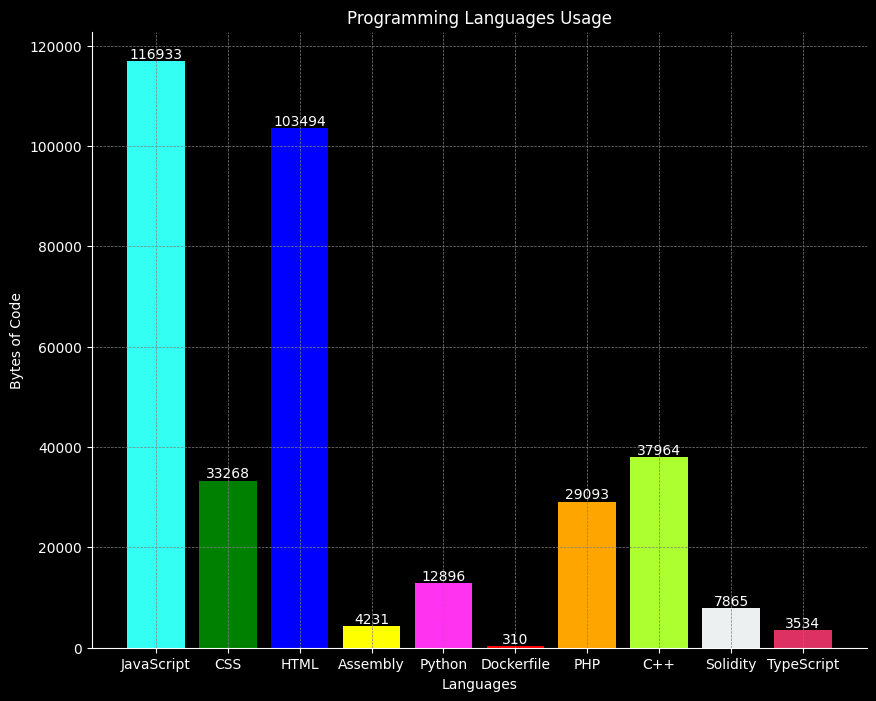 Programming Languages Usage
Bytes of Code
120000
100000
80000
60000
40000
20000
0
116933
33268
103494
4231
12896
310
29093
37964
7865
3534
JavaScript
CSS
HTML
Assembly
Python
Dockerfile
PHP
C++
Solidity
TypeScript
Languages